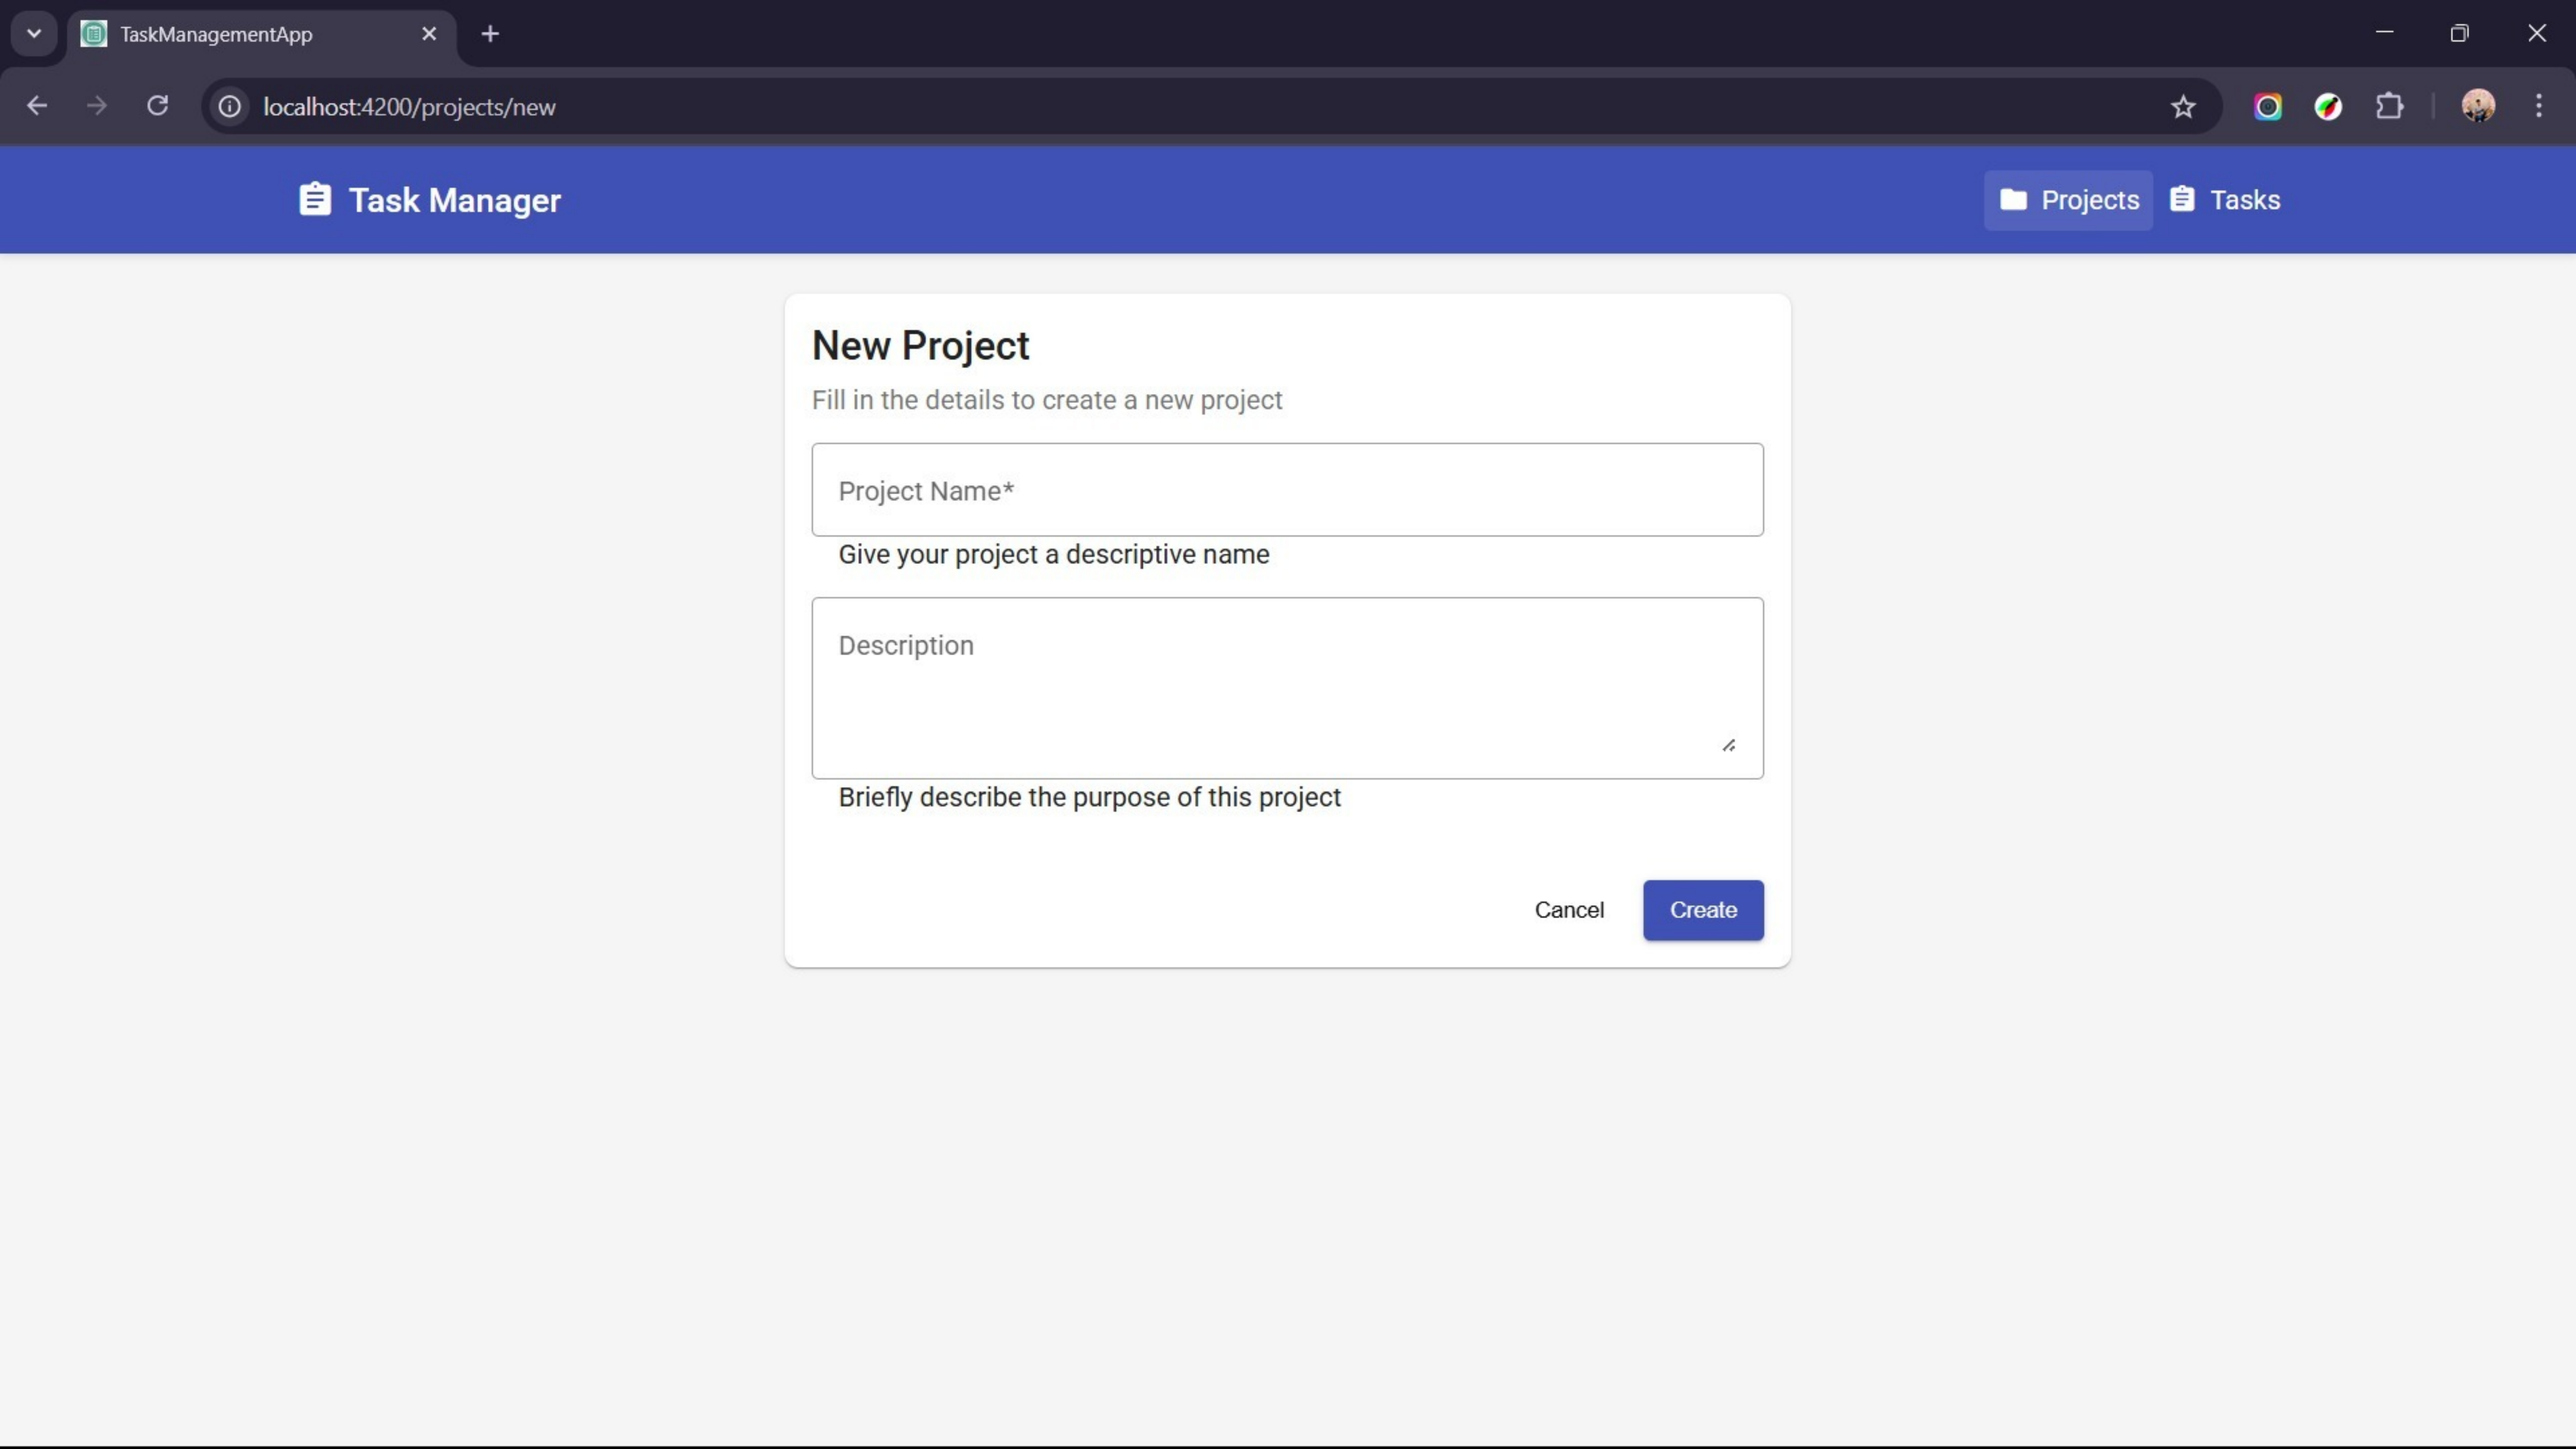 TaskManagementApp
localhost:4200/projects/new
Task Manager
Projects
Tasks
New Project
Fill in the details to create a new project
Project Name*
Give your project a descriptive name
Description
Briefly describe the purpose of this project
Cancel
Create